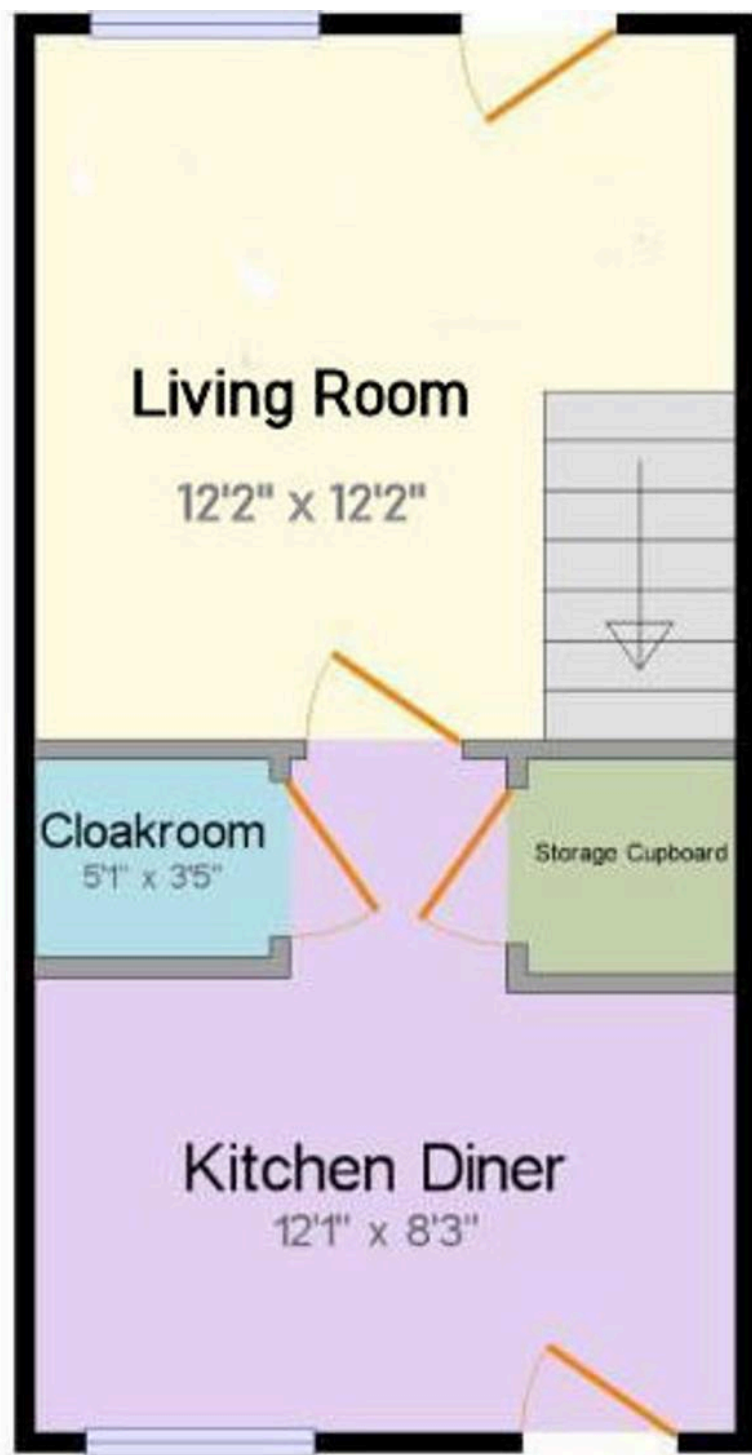 Living Room
12'2" x 12'2"
Cloakroom
5'1" x 3'5"
Storage Cupboard
Kitchen Diner
12'1" x 8'3"